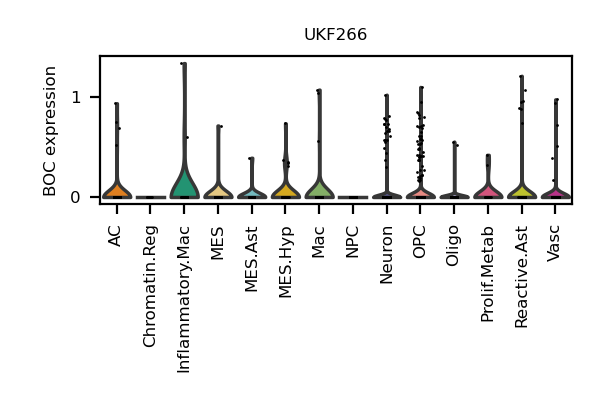 UKF266
BOC expression
1
0
AC
Chromatin.Reg
Inflammatory.Mac
MES
MES.Ast
MES.Hyp
Mac
NPC
Neuron
OPC
Oligo
Prolif.Metab
Reactive.Ast
Vasc